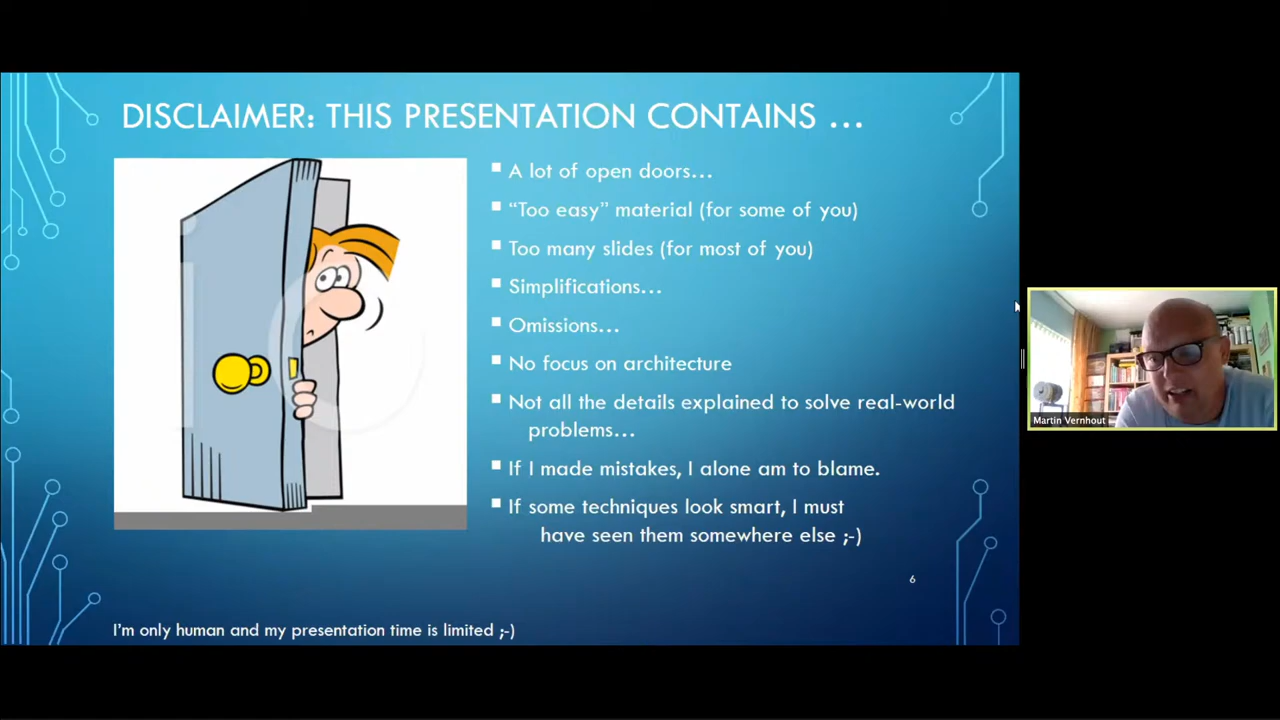 DISCLAIMER: THIS PRESENTATION CONTAINS …
A lot of open doors…
“Too easy” material (for some of you)
Too many slides (for most of you)
Simplifications…
Omissions…
No focus on architecture
Not all the details explained to solve real-world
problems…
If I made mistakes, I alone am to blame.
If some techniques look smart, I must
have seen them somewhere else ;-)
6
I’m only human and my presentation time is limited ;-)
Martin Vernhout